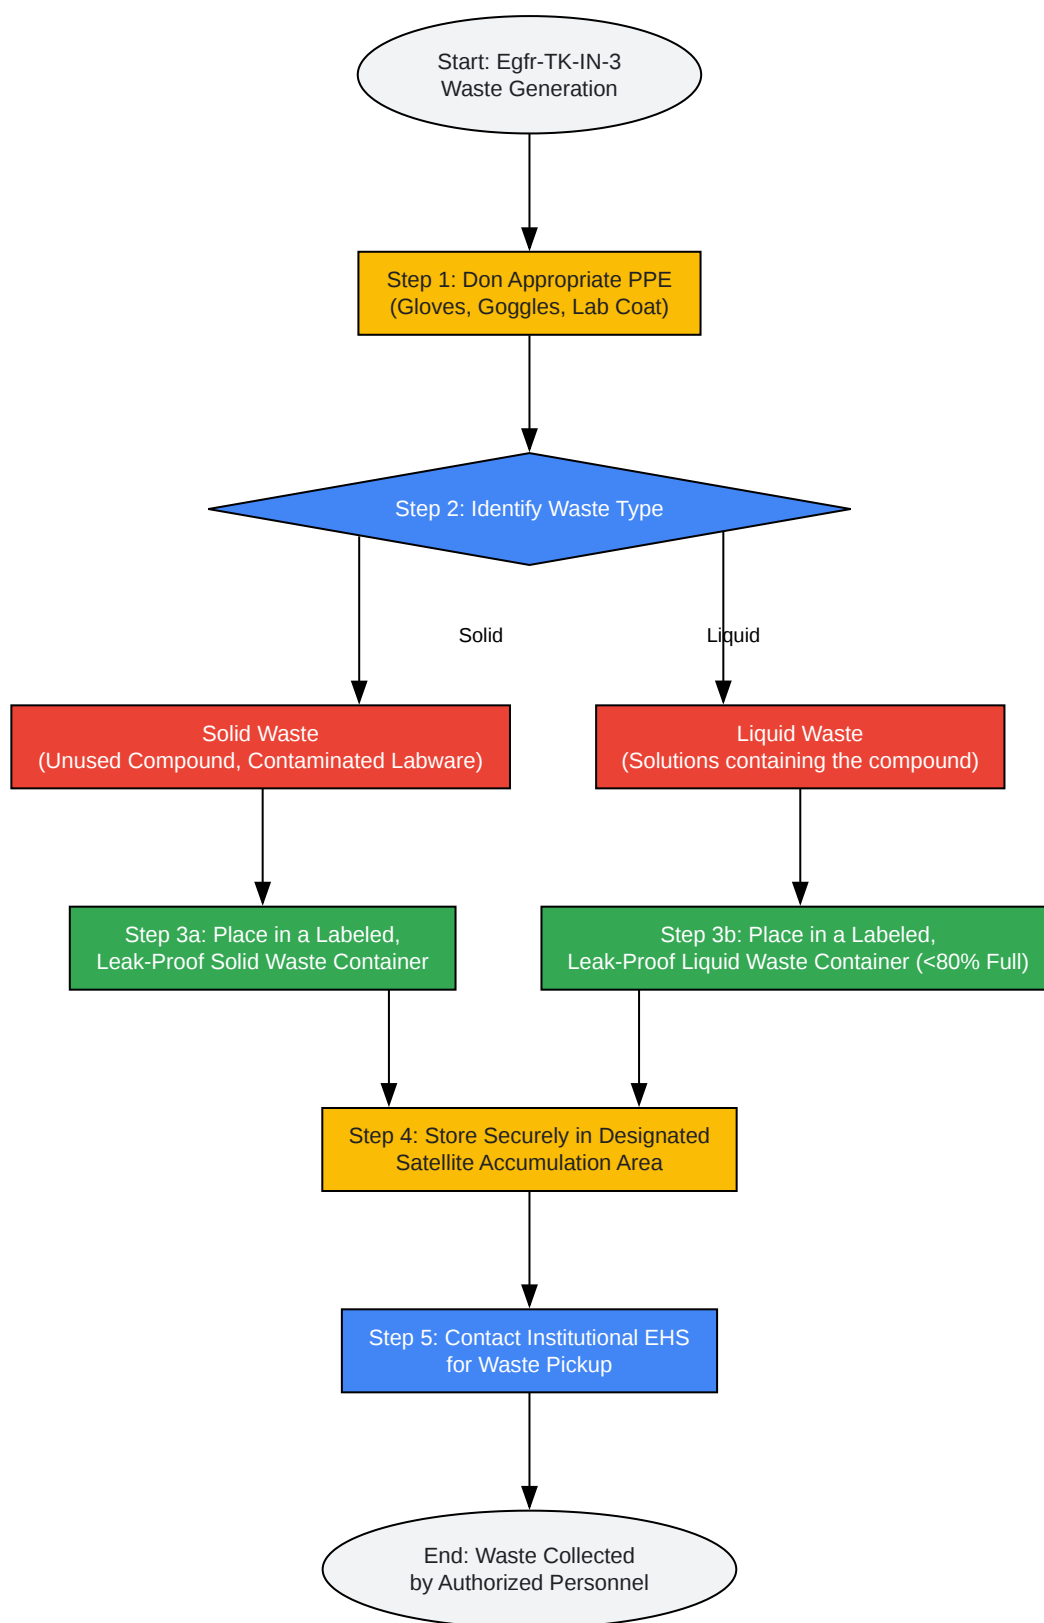 Start: Egfr-TK-IN-3
Waste Generation
Step 1: Don Appropriate PPE
(Gloves, Goggles, Lab Coat)
Step 2: Identify Waste Type
Solid
Liquid
Solid Waste
(Unused Compound, Contaminated Labware)
Liquid Waste
(Solutions containing the compound)
Step 3a: Place in a Labeled,
Leak-Proof Solid Waste Container
Step 3b: Place in a Labeled,
Leak-Proof Liquid Waste Container (<80% Full)
Step 4: Store Securely in Designated
Satellite Accumulation Area
Step 5: Contact Institutional EHS
for Waste Pickup
End: Waste Collected
by Authorized Personnel